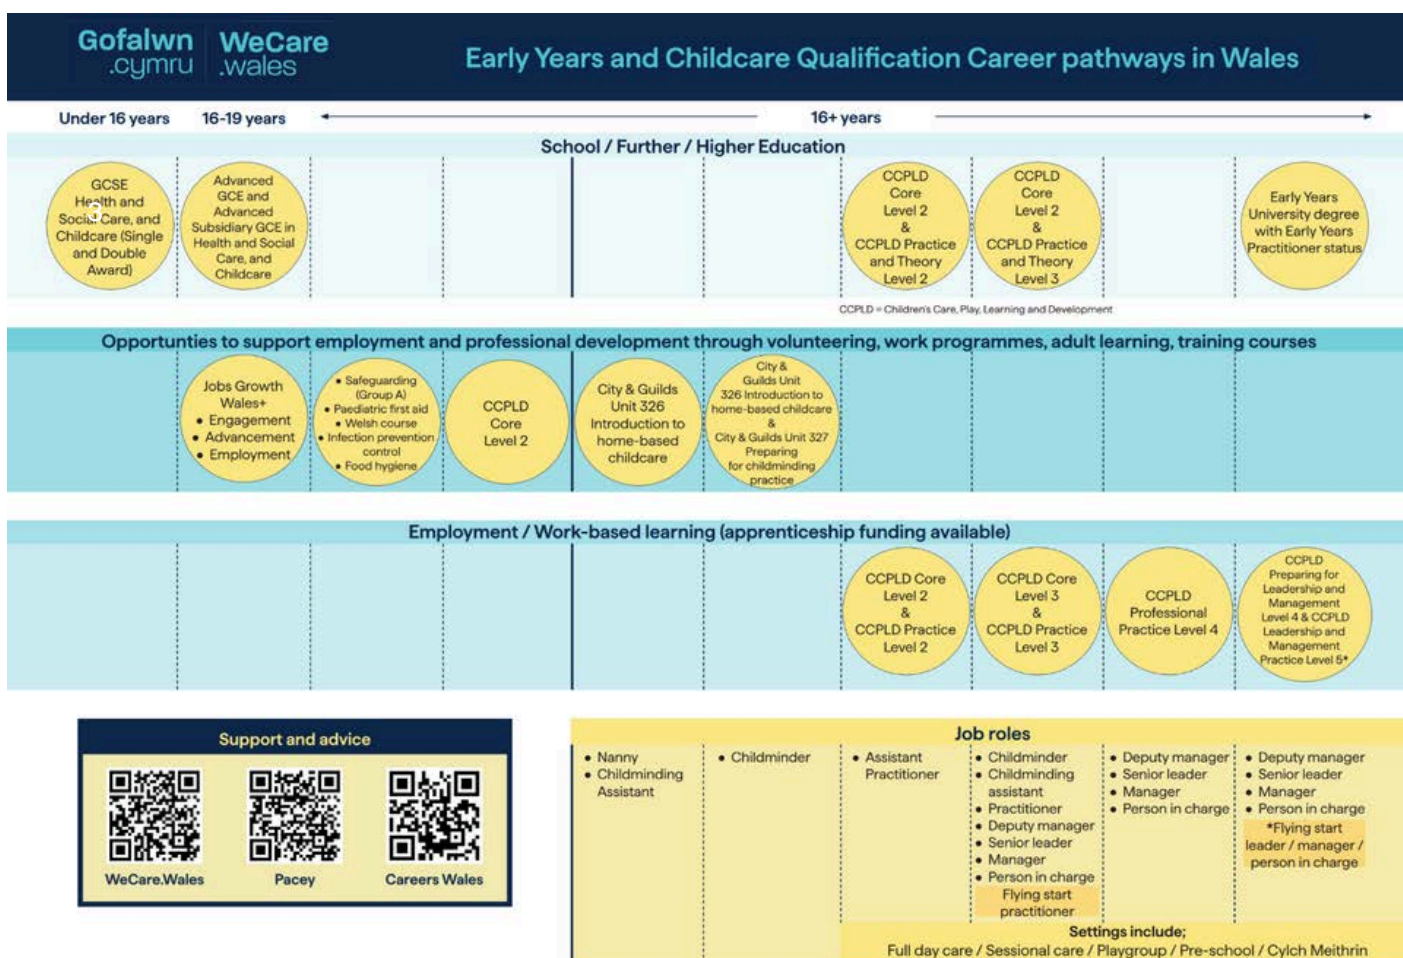 Gofalwn
.cymru
WeCare
.wales
Early Years and Childcare Qualification Career pathways in Wales
Under 16 years
16-19 years
16+ years
School / Further / Higher Education
GCSE
Health and
Social Care, and
Childcare (Single
and Double
Award)
Advanced
GCE and
Advanced
Subsidiary GCE in
Health and Social
Care, and
Childcare
CCPLD
Core
Level 2
&
CCPLD Practice
and Theory
Level 2
CCPLD
Core
Level 2
&
CCPLD Practice
and Theory
Level 3
Early Years
University degree
with Early Years
Practitioner status
CCPLD = Children's Care, Play, Learning and Development
Opportunties to support employment and professional development through volunteering, work programmes, adult learning, training courses
Jobs Growth
Wales+
• Engagement
• Advancement
• Employment
• Safeguarding
(Group A)
• Paediatric first aid
• Welsh course
• Infection prevention
control
• Food hygiene
CCPLD
Core
Level 2
City & Guilds
Unit 326
Introduction to
home-based
childcare
City &
Guilds Unit
326 Introduction to
home-based childcare
&
City & Guilds Unit 327
Preparing
for childminding
practice
Employment / Work-based learning (apprenticeship funding available)
CCPLD Core
Level 2
&
CCPLD Practice
Level 2
CCPLD Core
Level 3
&
CCPLD Practice
Level 3
CCPLD
Professional
Practice Level 4
CCPLD
Preparing for
Leadership and
Management
Level 4 & CCPLD
Leadership and
Management
Practice Level 5*
Support and advice
WeCare.Wales
Pacey
Careers Wales
Job roles
• Nanny
• Childminding
Assistant
• Childminder
• Assistant
Practitioner
• Childminder
• Childminding
assistant
• Practitioner
• Deputy manager
• Senior leader
• Manager
• Person in charge
Flying start
practitioner
• Deputy manager
• Senior leader
• Manager
• Person in charge
• Deputy manager
• Senior leader
• Manager
• Person in charge
*Flying start
leader / manager /
person in charge
Settings include;
Full day care / Sessional care / Playgroup / Pre-school / Cylch Meithrin